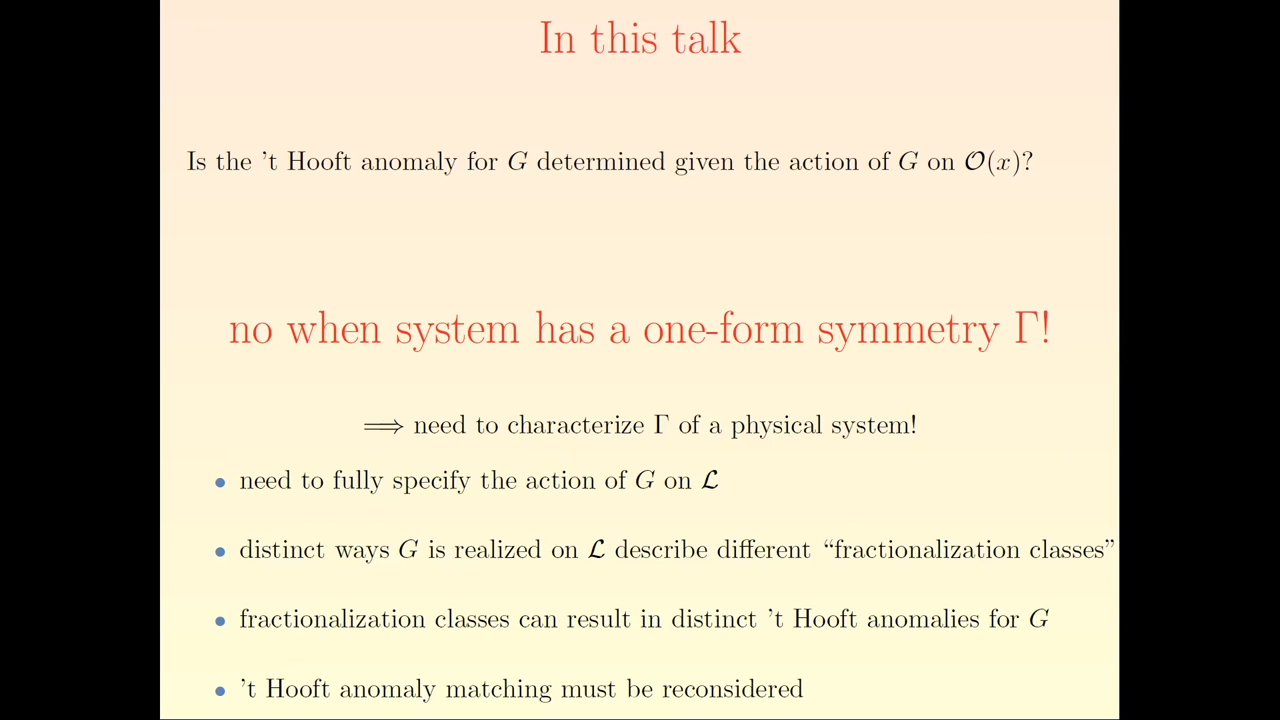 In this talk
Is the 't Hooft anomaly for G determined given the action of G on 𝒪(x)?
no when system has a one-form symmetry Γ!
⟹ need to characterize Γ of a physical system!
• need to fully specify the action of G on ℒ
• distinct ways G is realized on ℒ describe different “fractionalization classes”
• fractionalization classes can result in distinct 't Hooft anomalies for G
• 't Hooft anomaly matching must be reconsidered